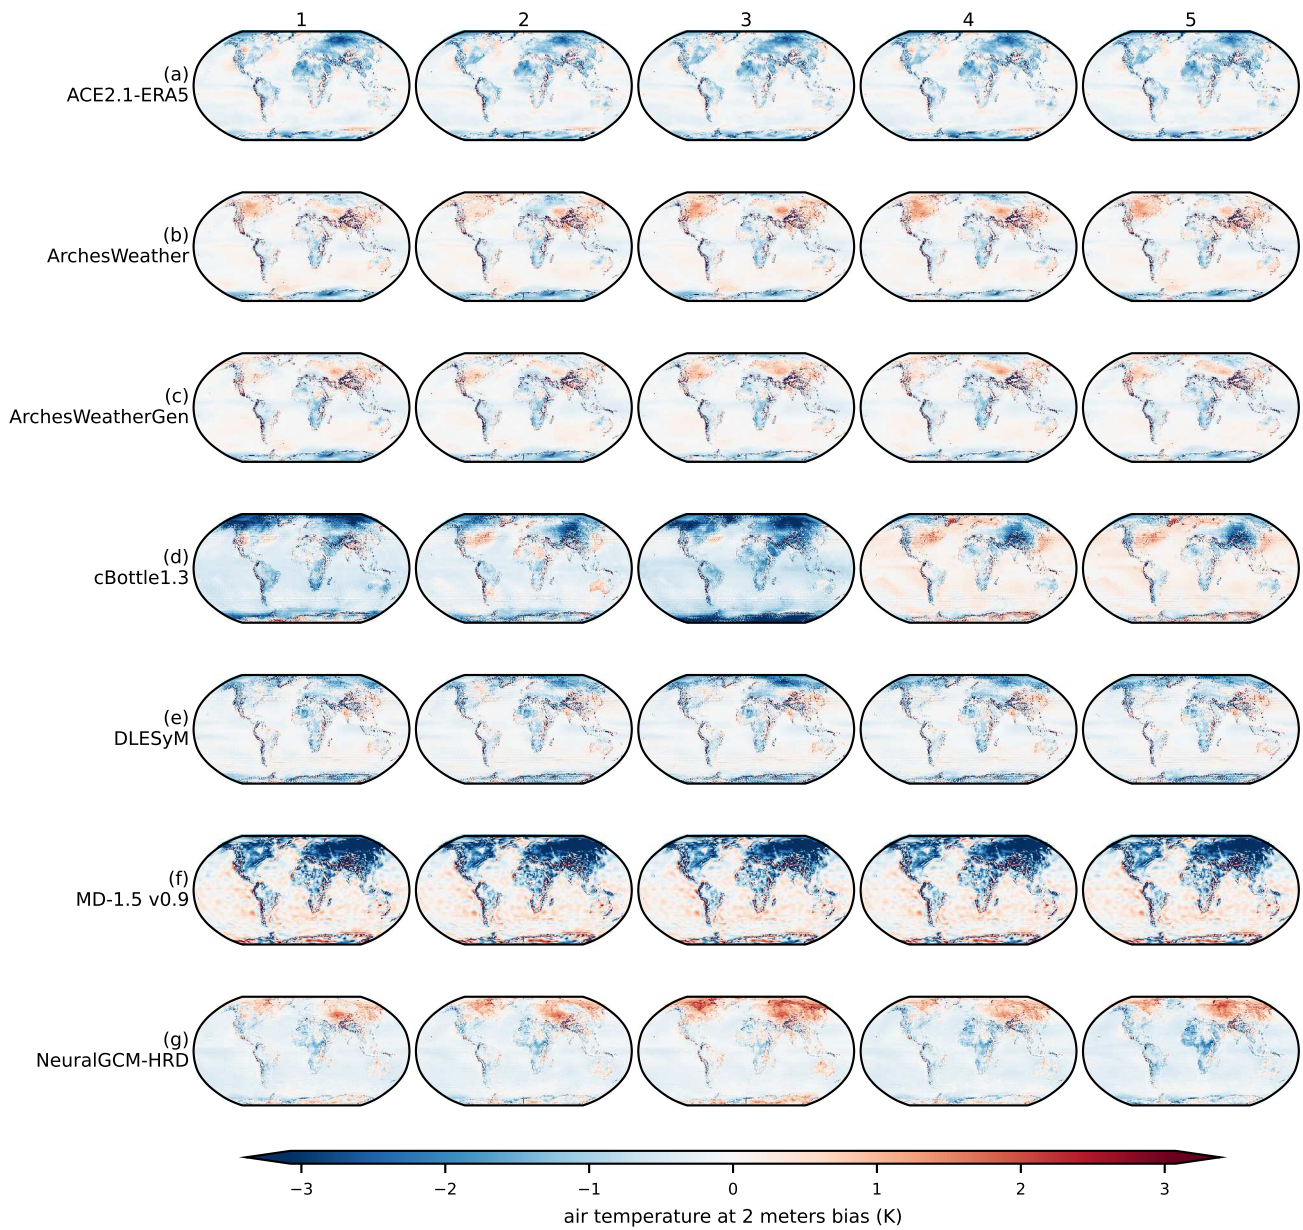 1 2 3 4 5
(a)
ACE2.1-ERA5
(b)
ArchesWeather
(c)
ArchesWeatherGen
(d)
cBottle1.3
(e)
DLESyM
(f)
MD-1.5 v0.9
(g)
NeuralGCM-HRD
−3 −2 −1 0 1 2 3
air temperature at 2 meters bias (K)